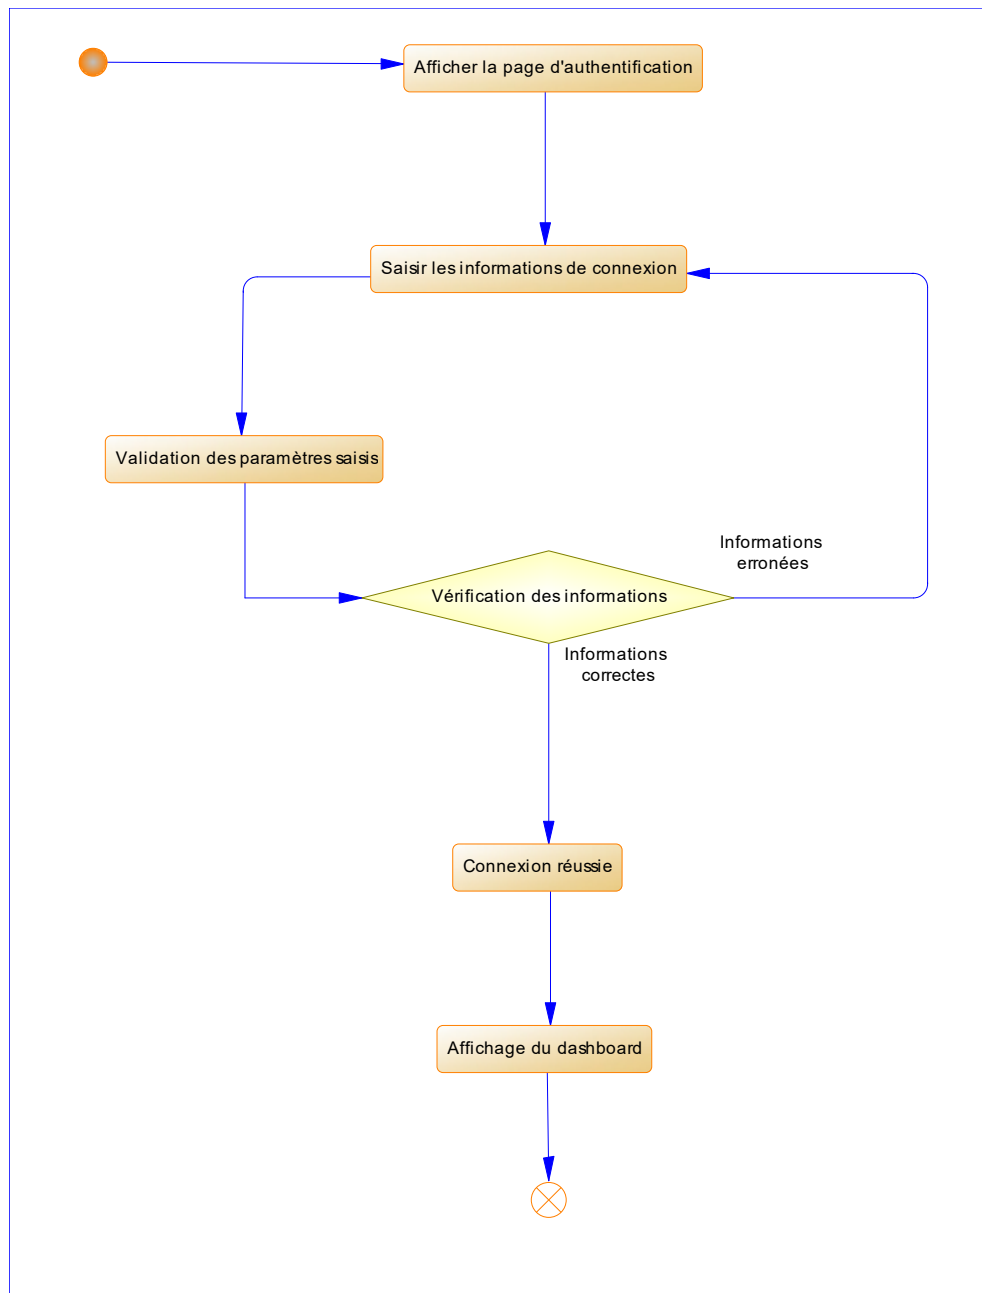 Afficher la page d'authentification
Saisir les informations de connexion
Validation des paramètres saisis
Informations
erronées
Vérification des informations
Informations
correctes
Connexion réussie
Affichage du dashboard